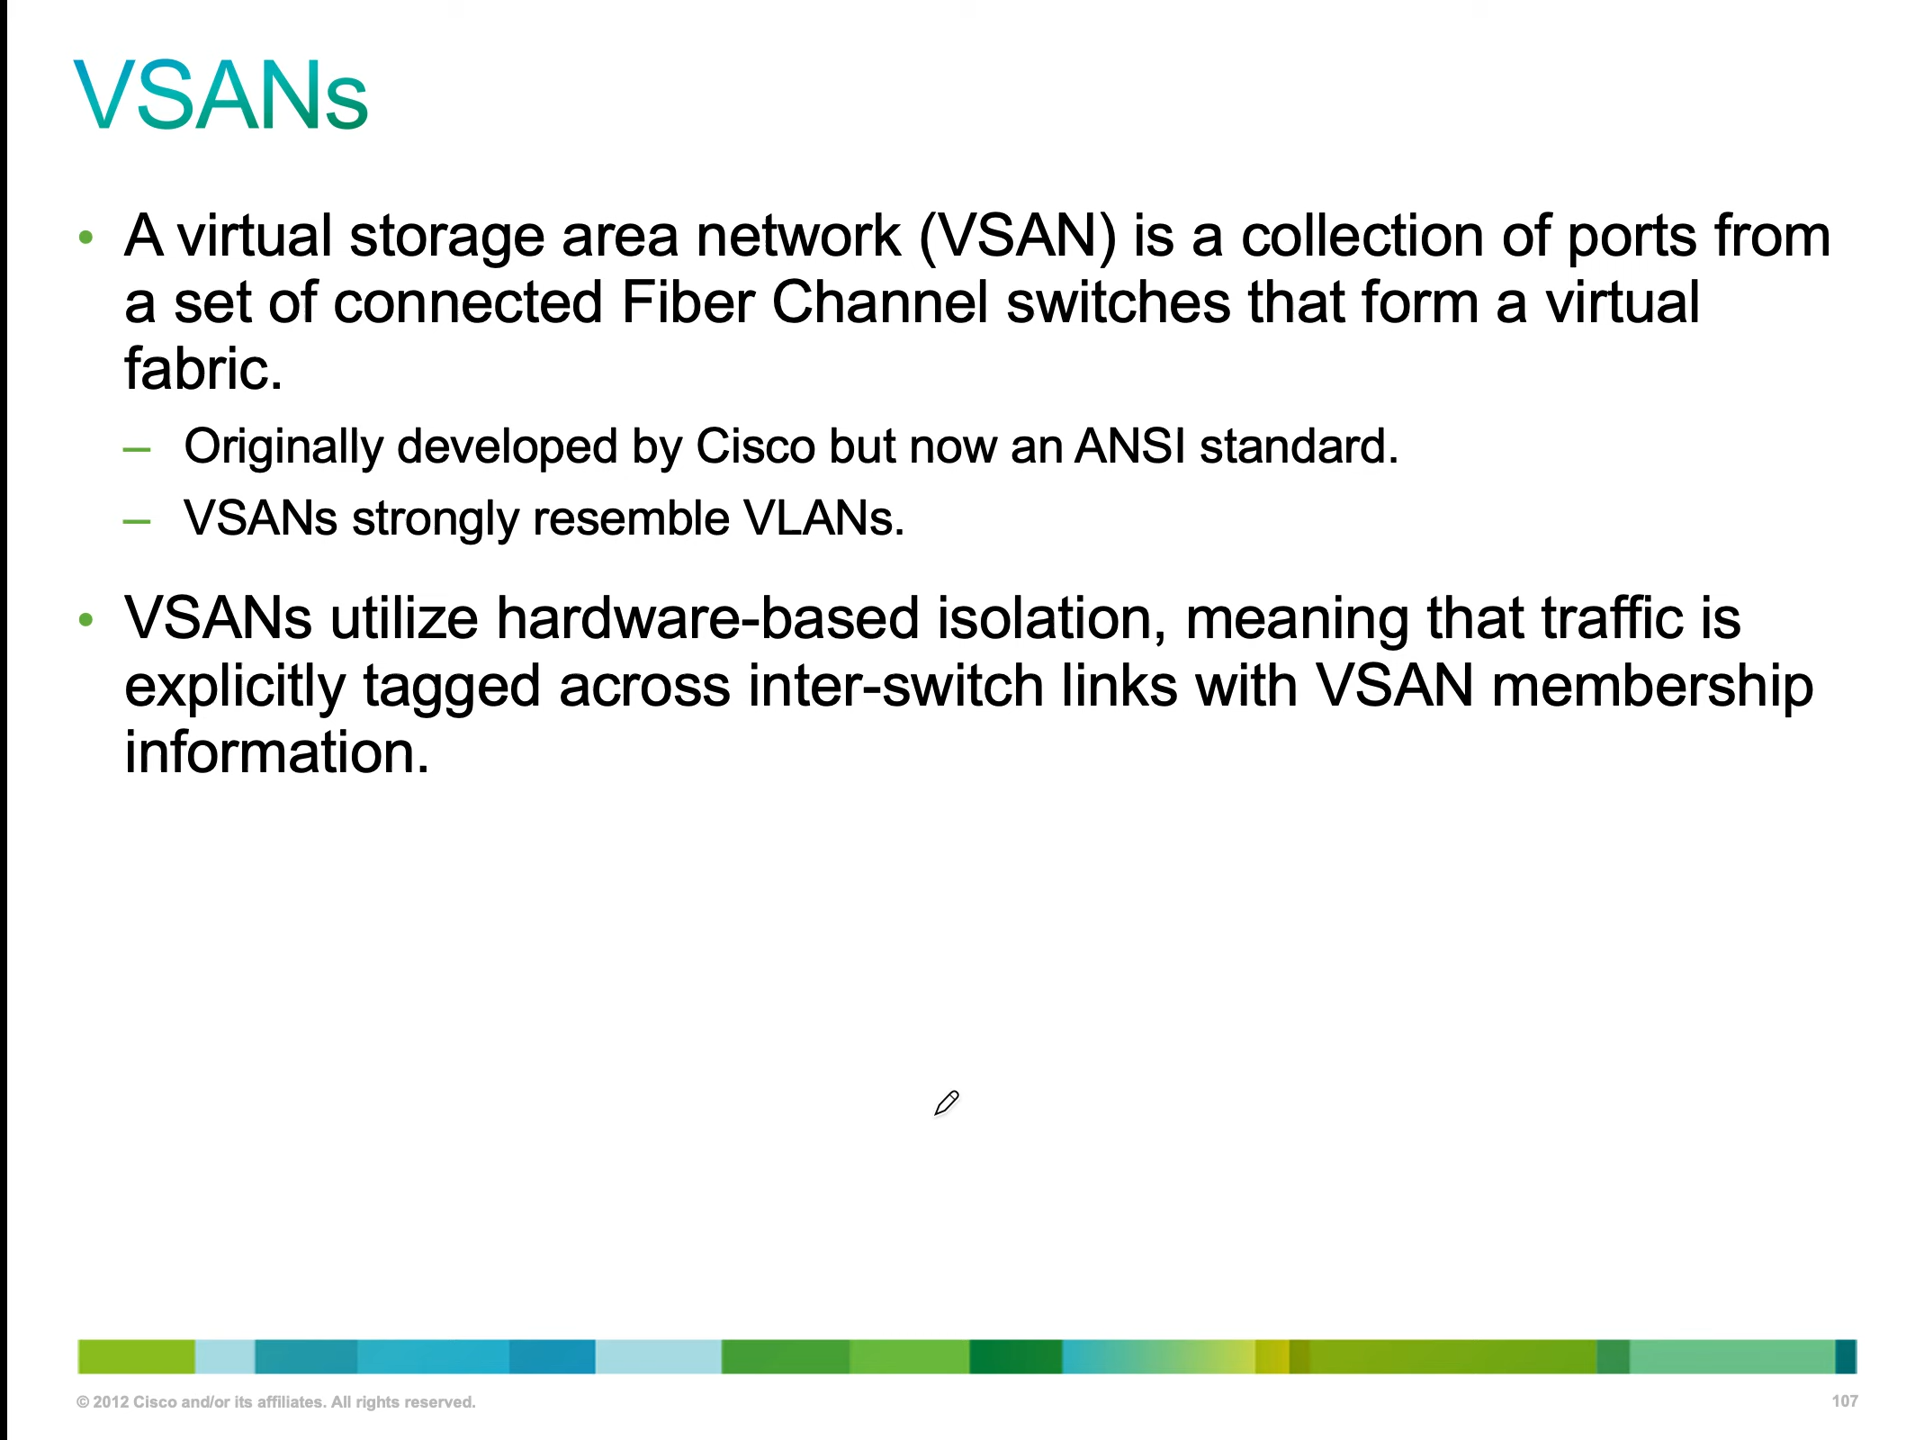 VSANs
• A virtual storage area network (VSAN) is a collection of ports from
a set of connected Fiber Channel switches that form a virtual
fabric.
– Originally developed by Cisco but now an ANSI standard.
– VSANs strongly resemble VLANs.
• VSANs utilize hardware-based isolation, meaning that traffic is
explicitly tagged across inter-switch links with VSAN membership
information.
© 2012 Cisco and/or its affiliates. All rights reserved.
107